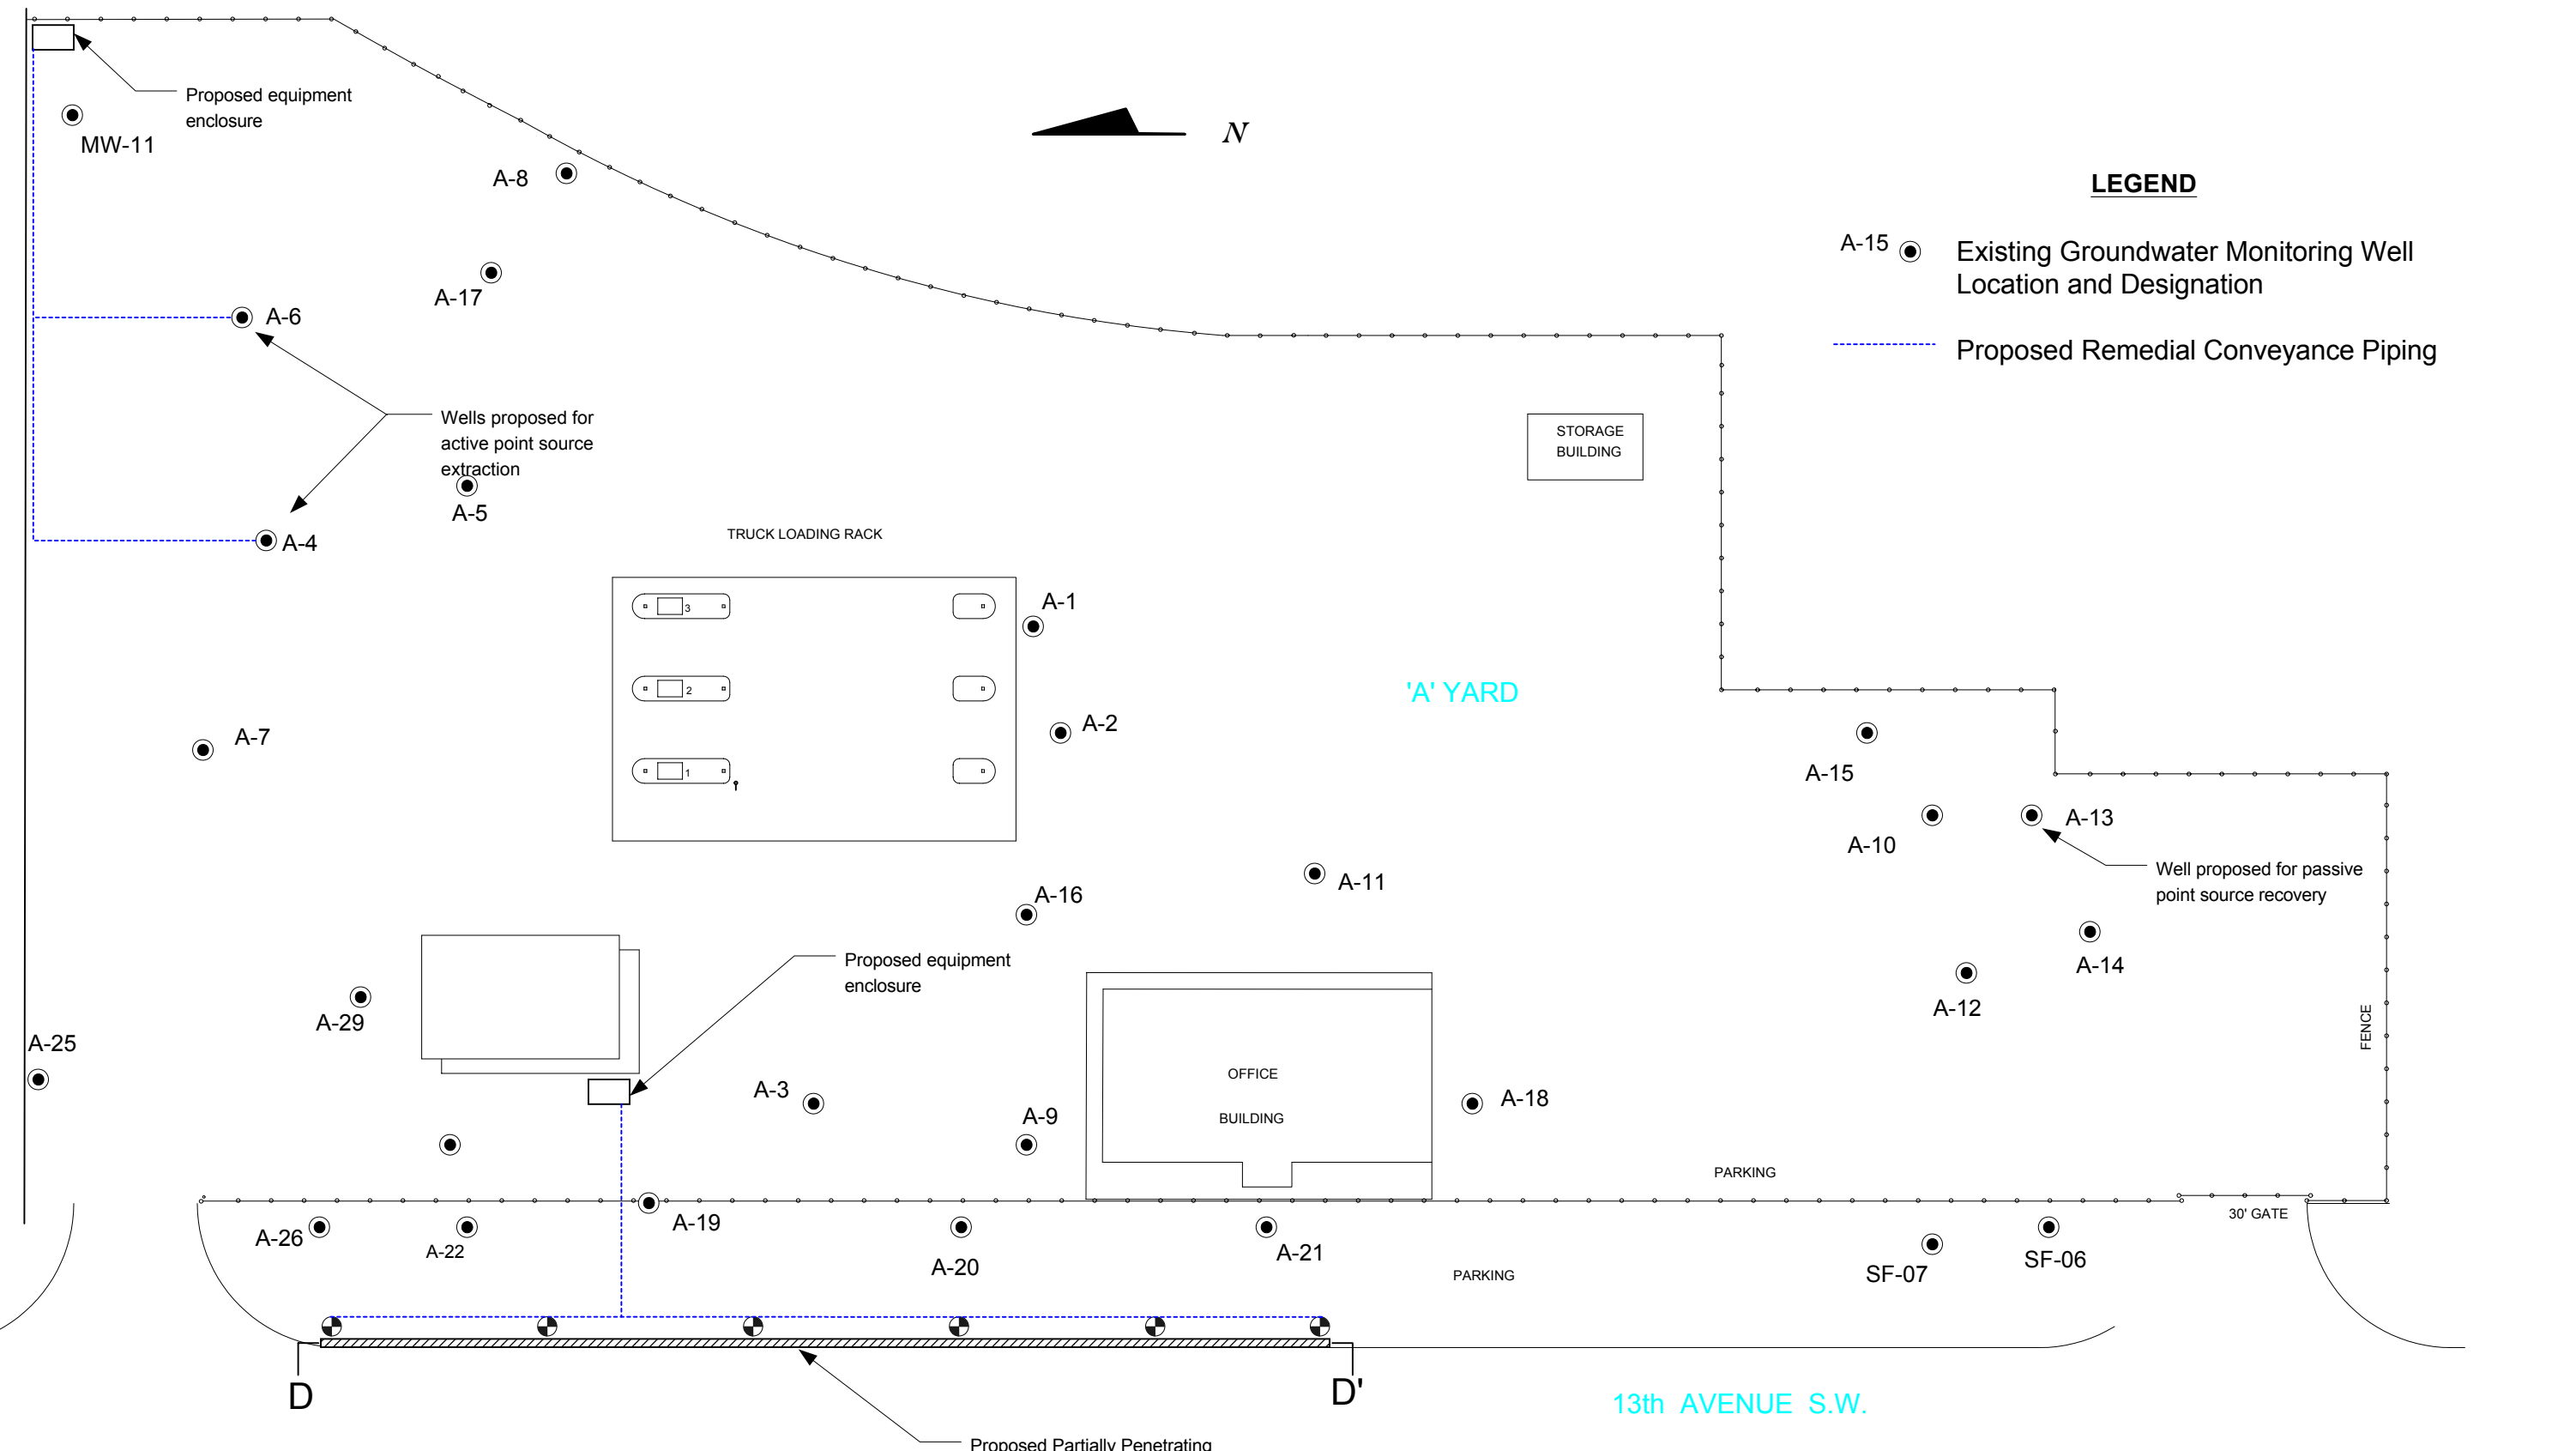 Proposed equipment
enclosure
MW-11
A-8
N
LEGEND
A-15
Existing Groundwater Monitoring Well
Location and Designation
Proposed Remedial Conveyance Piping
A-17
A-6
Wells proposed for
active point source
extraction
A-5
A-4
STORAGE
BUILDING
TRUCK LOADING RACK
3
A-1
2
'A' YARD
A-2
A-7
1
A-15
A-10
A-13
Well proposed for passive
point source recovery
A-11
A-16
Proposed equipment
enclosure
A-14
A-12
A-29
A-25
FENCE
OFFICE
BUILDING
A-3
A-9
A-18
PARKING
A-26
A-22
A-19
A-20
A-21
PARKING
SF-07
SF-06
30' GATE
D
D'
13th AVENUE S.W.
Proposed Partially Penetrating